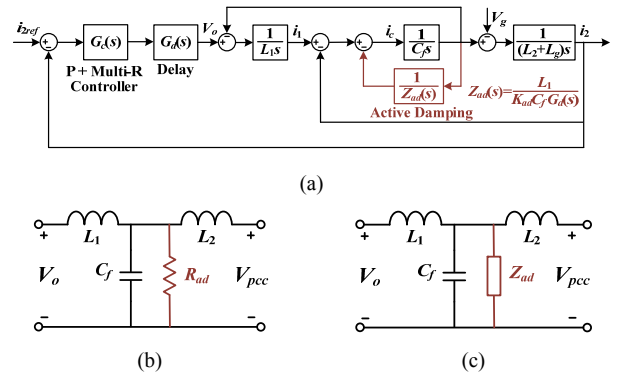 i2ref + − Gc(s) Gd(s) Vo + − 1/L1s i1 + − + − ic 1/Cfs Vg + − 1/(L2+Lg)s i2
P + Multi-R Controller
Delay
1/Zad(s)
Zad(s)=L1/KadCfGd(s)
Active Damping
(a)
L1 L2
+ +
Vo Cf Rad Vpcc
− −
(b)
L1 L2
+ +
Vo Cf Zad Vpcc
− −
(c)